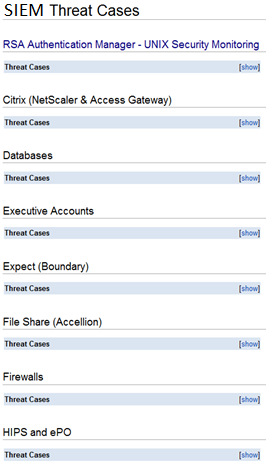 SIEM Threat Cases
RSA Authentication Manager - UNIX Security Monitoring
Threat Cases [show]
Citrix (NetScaler & Access Gateway)
Threat Cases [show]
Databases
Threat Cases [show]
Executive Accounts
Threat Cases [show]
Expect (Boundary)
Threat Cases [show]
File Share (Accellion)
Threat Cases [show]
Firewalls
Threat Cases [show]
HIPS and ePO
Threat Cases [show]